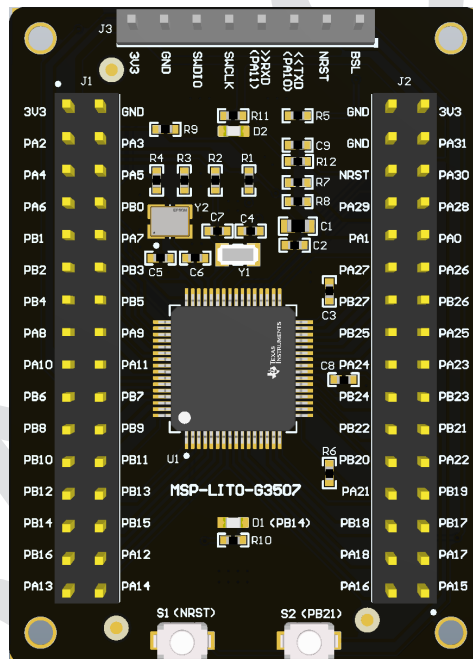 J3
3V3 GND SWDIO SWCLK >>RXD (PA11) <<TXD (PA10) NRST BSL
J1 J2
R11 R5
D2
R9
3V3 GND GND 3V3
PA2 PA3 PA31
C9
R12
R4 R3 R2 R1
PA4 PA5 R7 NRST PA30
PA6 PB0 Y2 R8 PA29 PA28
C7 C4 C1
PB1 PA7 C2 PA1 PA0
C5 C6 Y1
PB2 PB3 PA27 PA26
PB4 PB5 PB27 PB26
C3
PA8 PA9 PB25 PB25
TEXAS INSTRUMENTS
PA10 PA11 C8 PA24 PA23
PB6 PB7 PB24 PB23
PB8 PB9 PB22 PB21
U1 R6
PB10 PB11 PB20 PA22
PB12 PB13 MSP-LITO-G3507 PA21 PB19
PB14 PB15 D1 (PB14) PB18 PB17
R10
PB16 PA12 PA18 PA17
PA13 PA14 PA16 PA15
S1 (NRST) S2 (PB21)